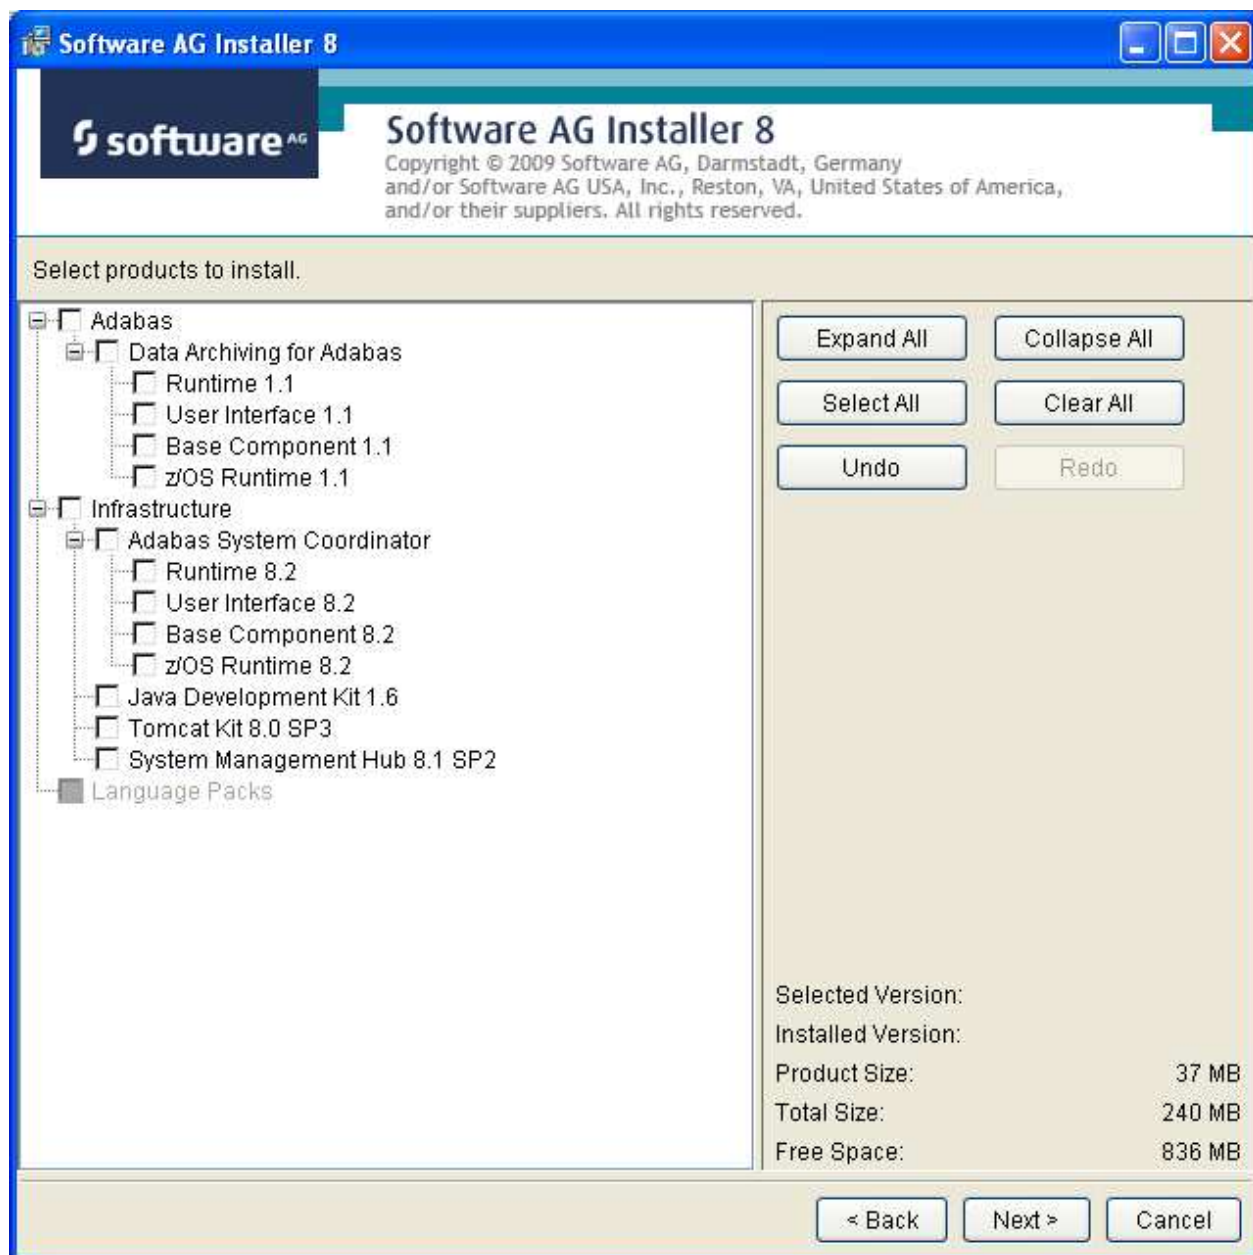 Software AG Installer 8
software AG
Software AG Installer 8
Copyright © 2009 Software AG, Darmstadt, Germany
and/or Software AG USA, Inc., Reston, VA, United States of America,
and/or their suppliers. All rights reserved.
Select products to install.
Adabas
Data Archiving for Adabas
Runtime 1.1
User Interface 1.1
Base Component 1.1
z/OS Runtime 1.1
Infrastructure
Adabas System Coordinator
Runtime 8.2
User Interface 8.2
Base Component 8.2
z/OS Runtime 8.2
Java Development Kit 1.6
Tomcat Kit 8.0 SP3
System Management Hub 8.1 SP2
Language Packs
Expand All Collapse All
Select All Clear All
Undo Redo
Selected Version:
Installed Version:
Product Size: 37 MB
Total Size: 240 MB
Free Space: 836 MB
< Back Next > Cancel